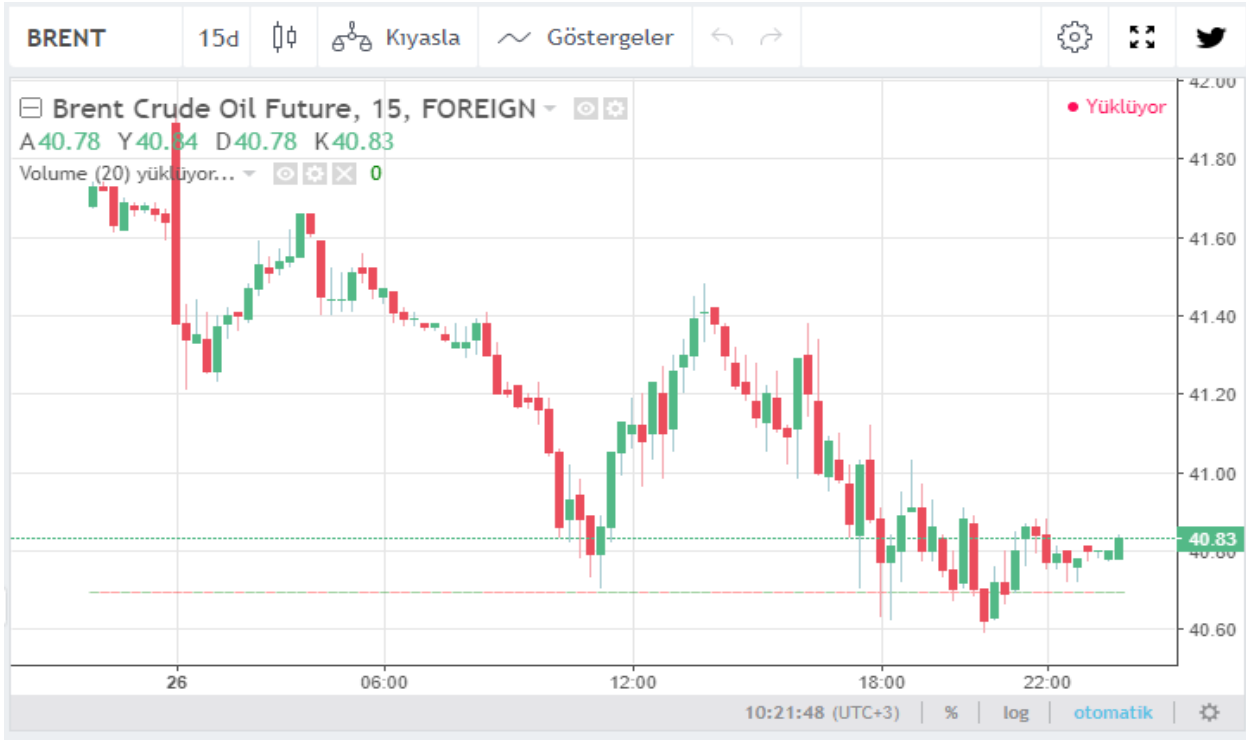 BRENT 15d Kıyasla Göstergeler
Brent Crude Oil Future, 15, FOREIGN
Yüklüyor
A40.78 Y40.84 D40.78 K40.83
Volume (20) yüklüyor... 0
42.00
41.80
41.60
41.40
41.20
41.00
40.83
40.80
40.60
26 06:00 12:00 18:00 22:00
10:21:48 (UTC+3) % log otomatik